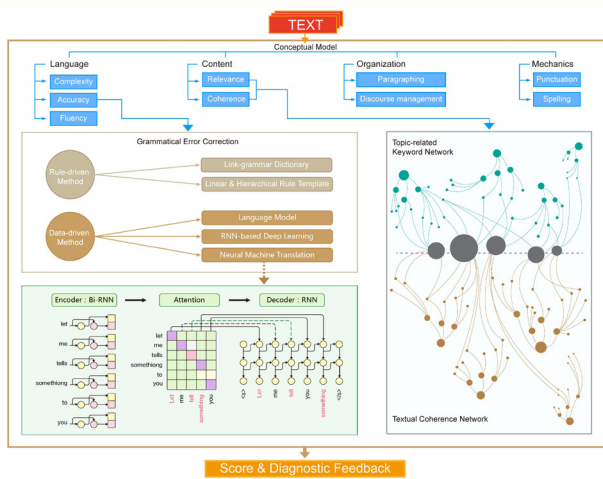 TEXT
Conceptual Model
Language
Complexity
Accuracy
Fluency
Content
Relevance
Coherence
Organization
Paragraphing
Discourse management
Mechanics
Punctuation
Spelling
Grammatical Error Correction
Rule-driven
Method
Link-grammar Dictionary
Linear & Hierarchical Rule Template
Data-driven
Method
Language Model
RNN-based Deep Learning
Neural Machine Translation
Topic-related
Keyword Network
Textual Coherence Network
Encoder : Bi-RNN
Attention
Decoder : RNN
let
me
tells
somethiong
to
you
let
me
tells
somethiong
to
you
Let
me
tell
something
you
<s>
Let
me
tell
you
something
</s>
Score & Diagnostic Feedback